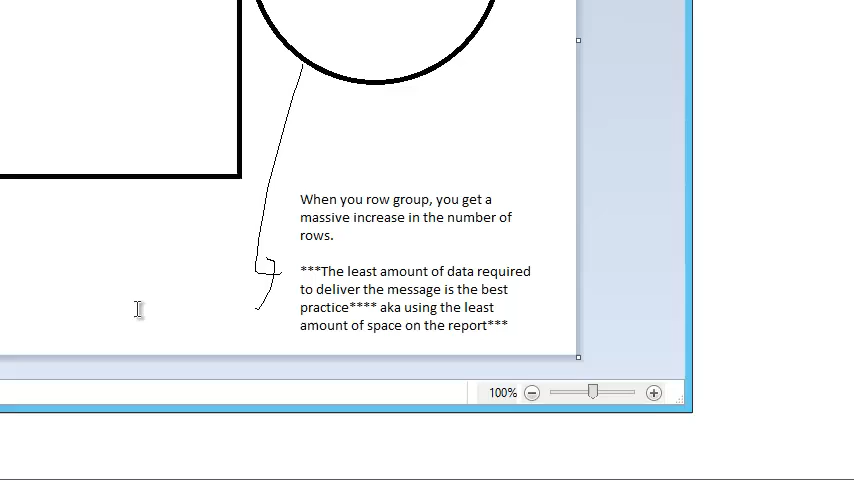 When you row group, you get a
massive increase in the number of
rows.
***The least amount of data required
to deliver the message is the best
practice**** aka using the least
amount of space on the report***
100%